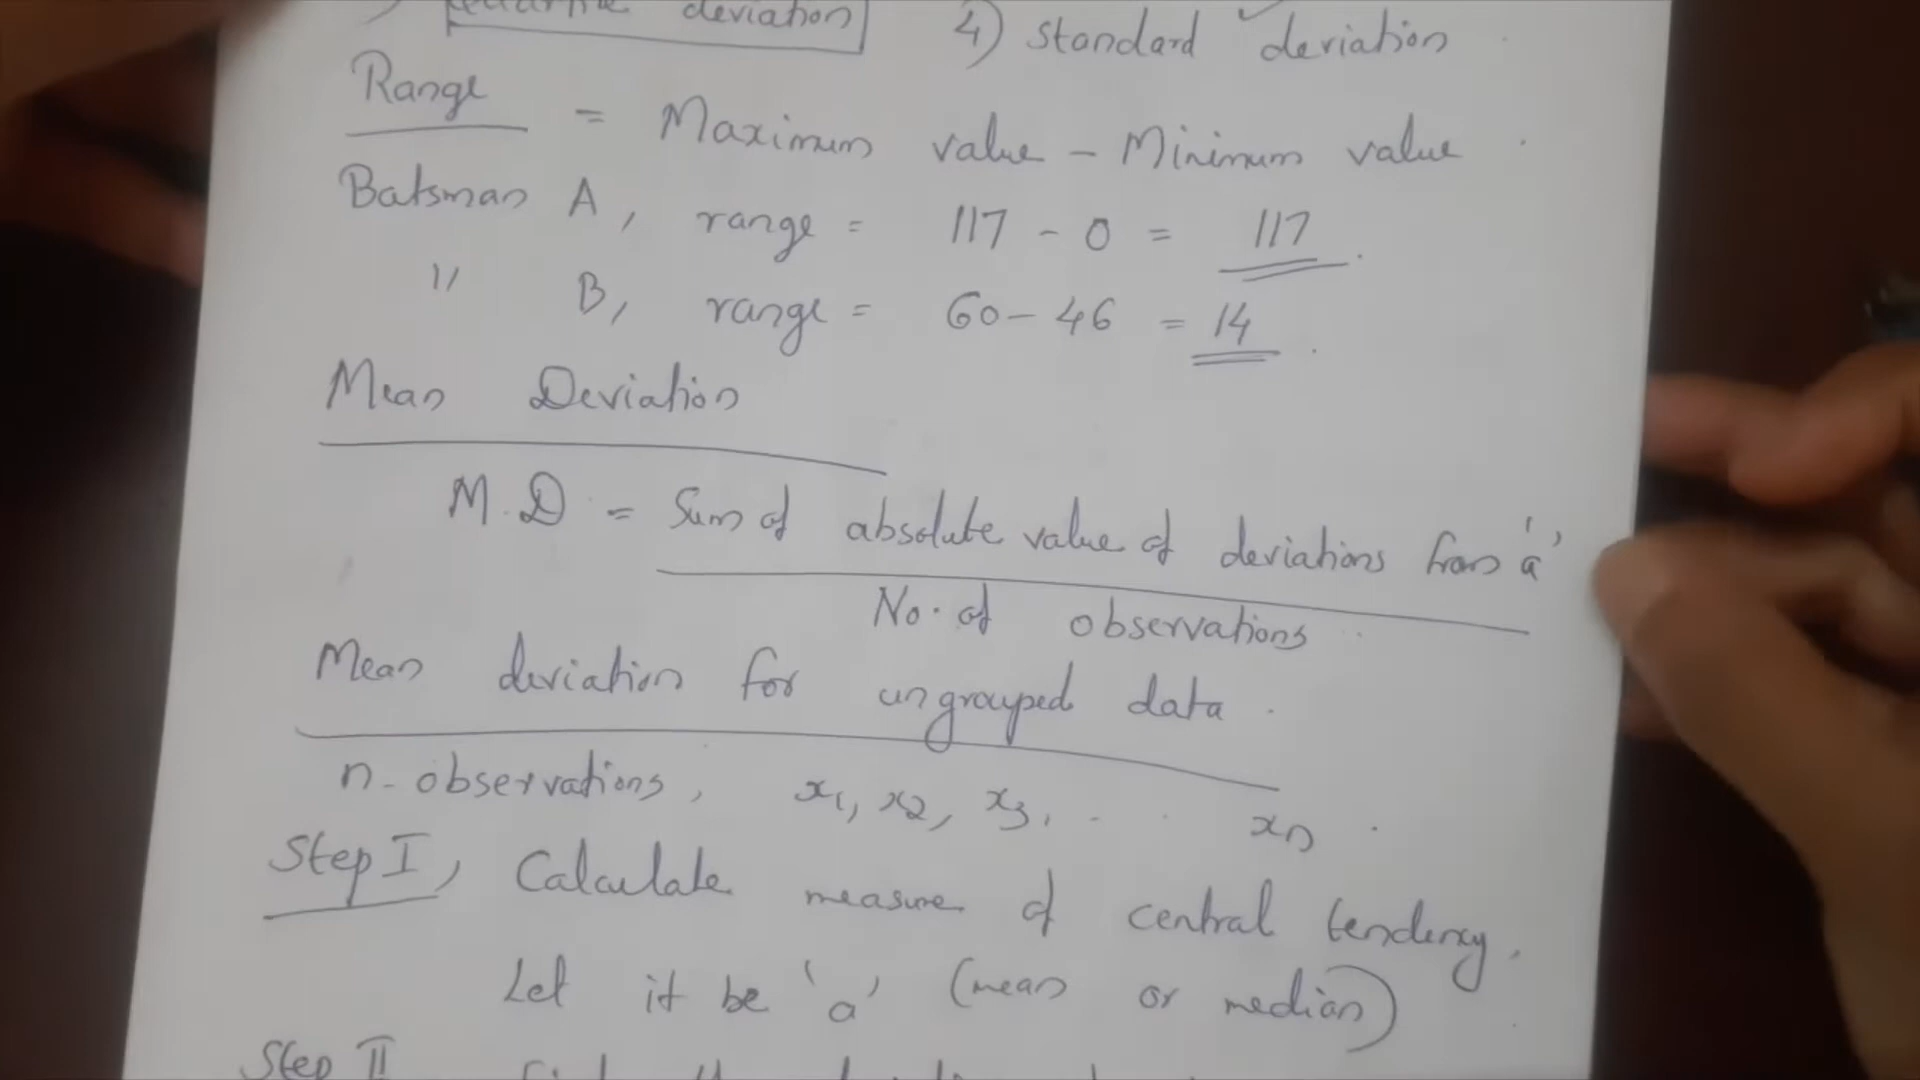 deviation 4) Standard deviation
Range = Maximum value - Minimum value
Batsman A, range = 117 - 0 = 117
" B, range = 60 - 46 = 14
Mean Deviation
M.D = Sum of absolute value of deviations from 'a'
No. of observations
Mean deviation for ungrouped data.
n-observations, x1, x2, x3, . . . xn.
Step I, Calculate measure of central tendency.
Let it be 'a' (mean or median)
Step II